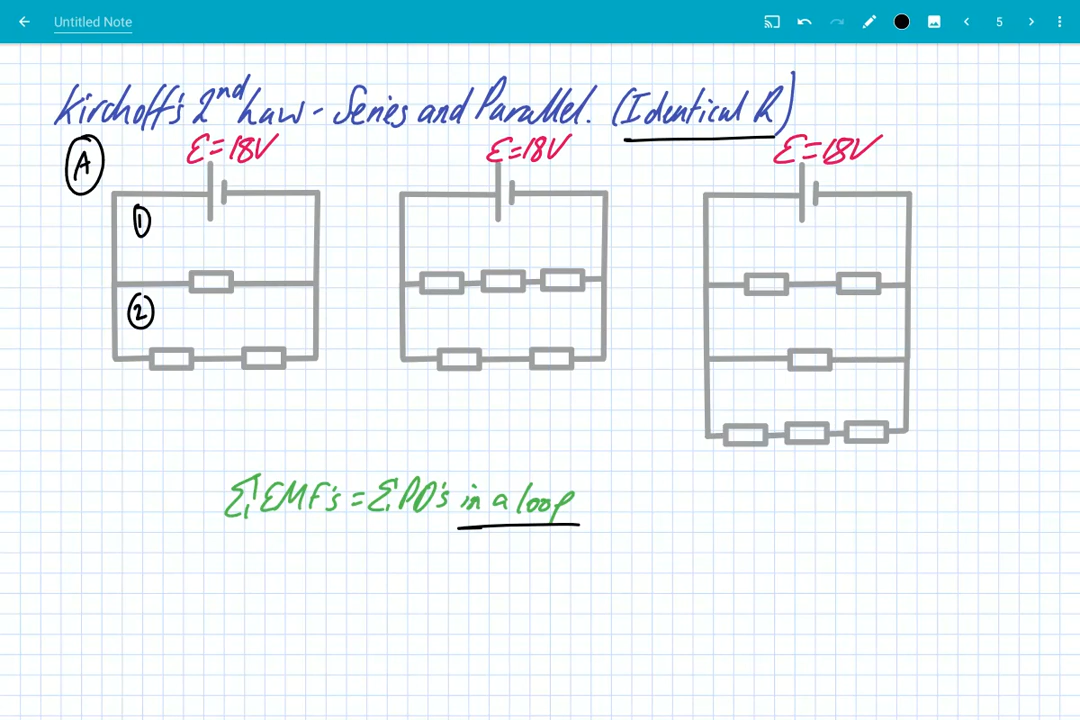 Untitled Note
5
Kirchoff's 2nd Law - Series and Parallel. (Identical R)
A
ε=18V
ε=18V
ε=18V
1
2
Σ EMF's = Σ PD's in a loop